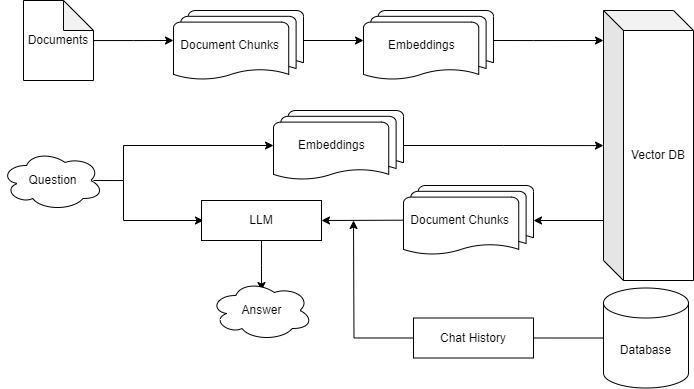 Documents
Document Chunks
Embeddings
Vector DB
Embeddings
Question
LLM
Document Chunks
Answer
Chat History
Database